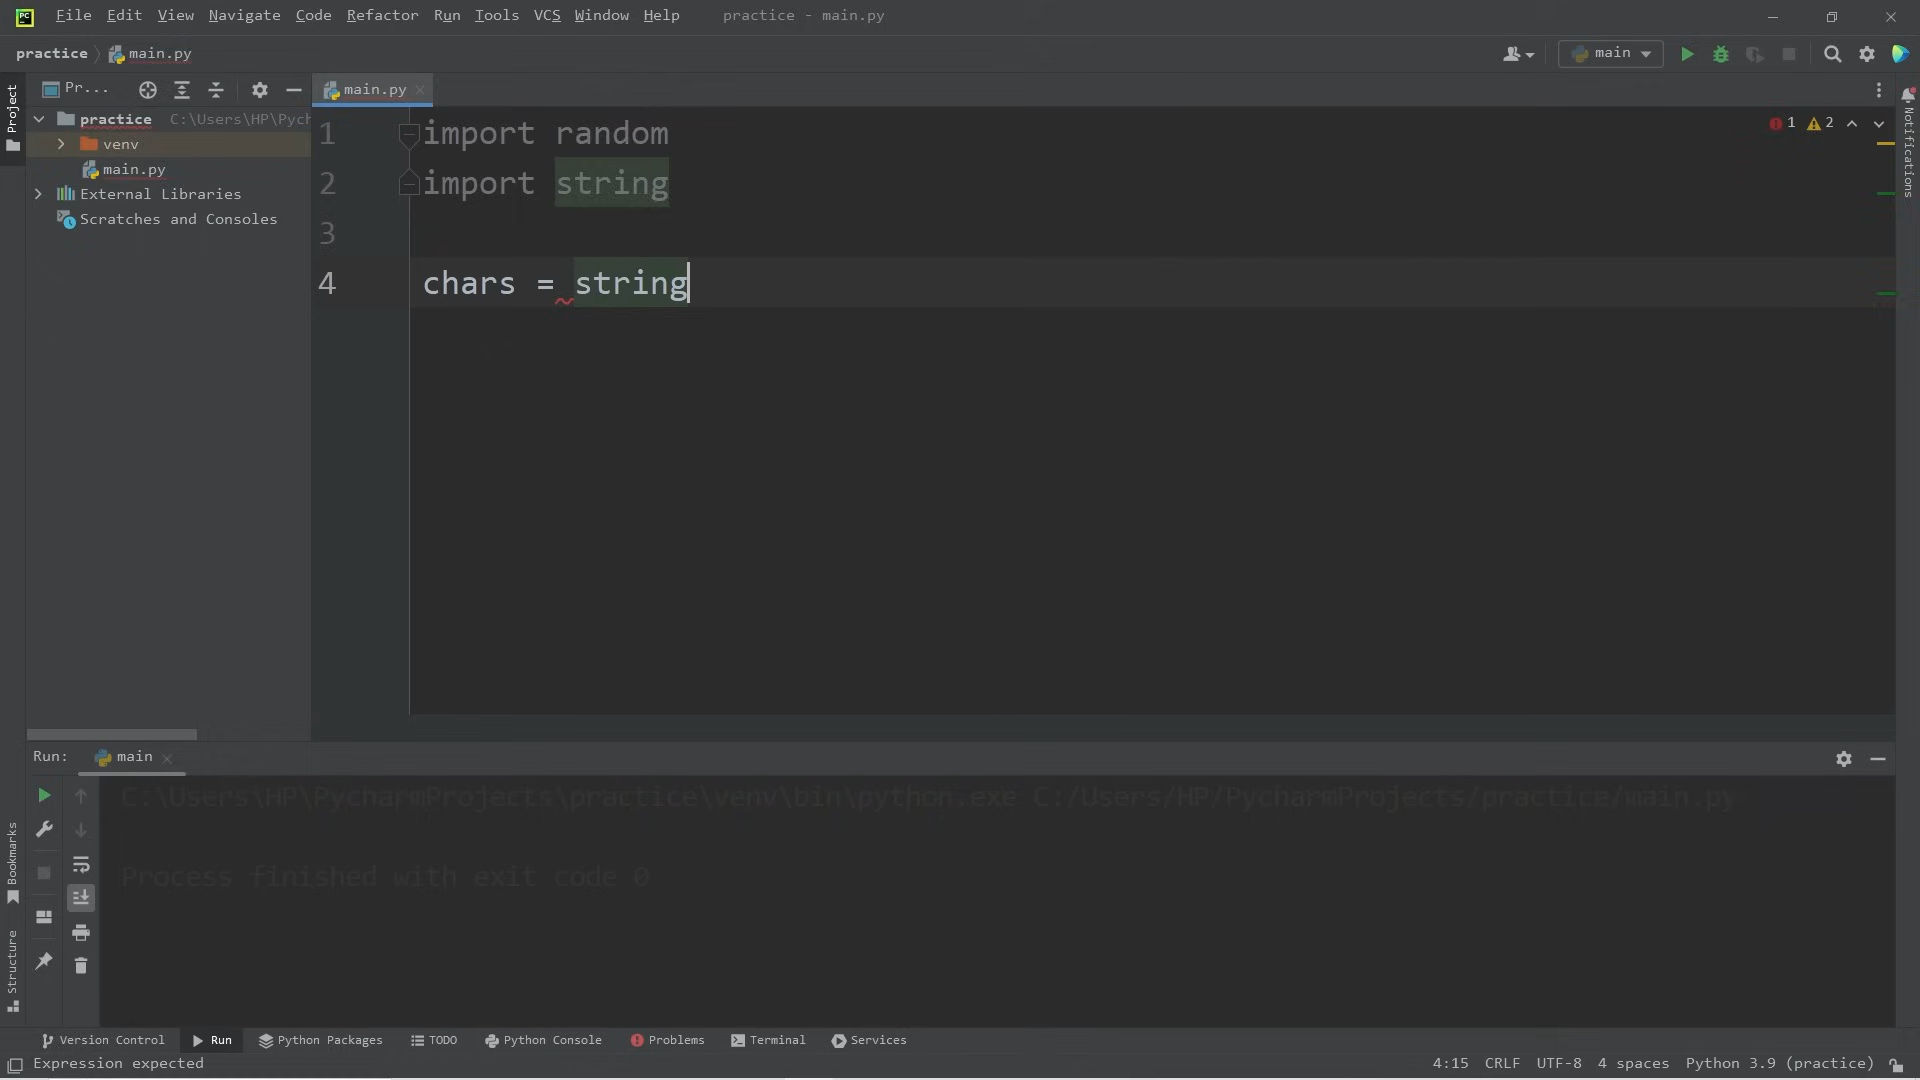 PC File Edit View Navigate Code Refactor Run Tools VCS Window Help practice - main.py
practice main.py main
Pr... main.py
practice C:\Users\HP\Pych
venv
main.py
External Libraries
Scratches and Consoles
1 import random
2 import string
3
4 chars = string
1 2
Project
Notifications
Bookmarks
Structure
Run: main
C:\Users\HP\PycharmProjects\practice\venv\bin\python.exe C:/Users/HP/PycharmProjects/practice/main.py
Process finished with exit code 0
Version Control Run Python Packages TODO Python Console Problems Terminal Services
Expression expected 4:15 CRLF UTF-8 4 spaces Python 3.9 (practice)